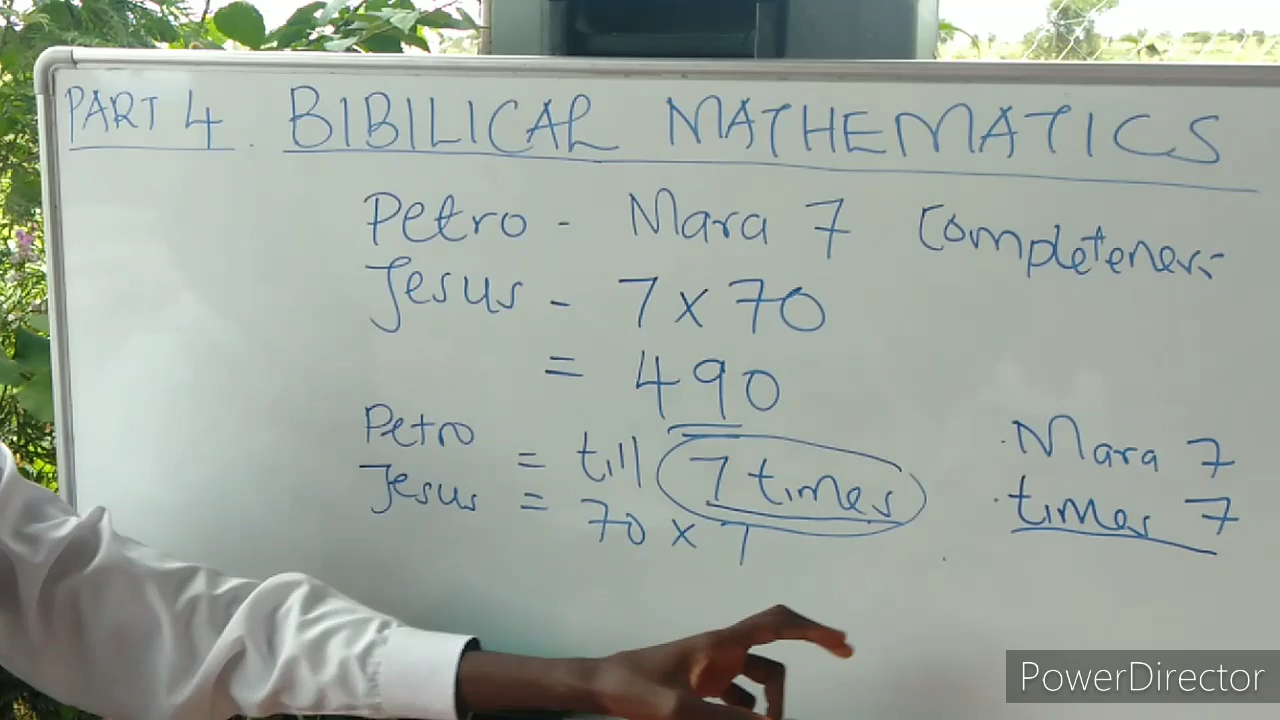 PART 4. BIBILICAL MATHEMATICS
Petro - Mara 7 Completeness
Jesus - 7 x 70
= 490
Petro = till 7 times
Jesus = 70 x 7
Mara 7
times 7
PowerDirector